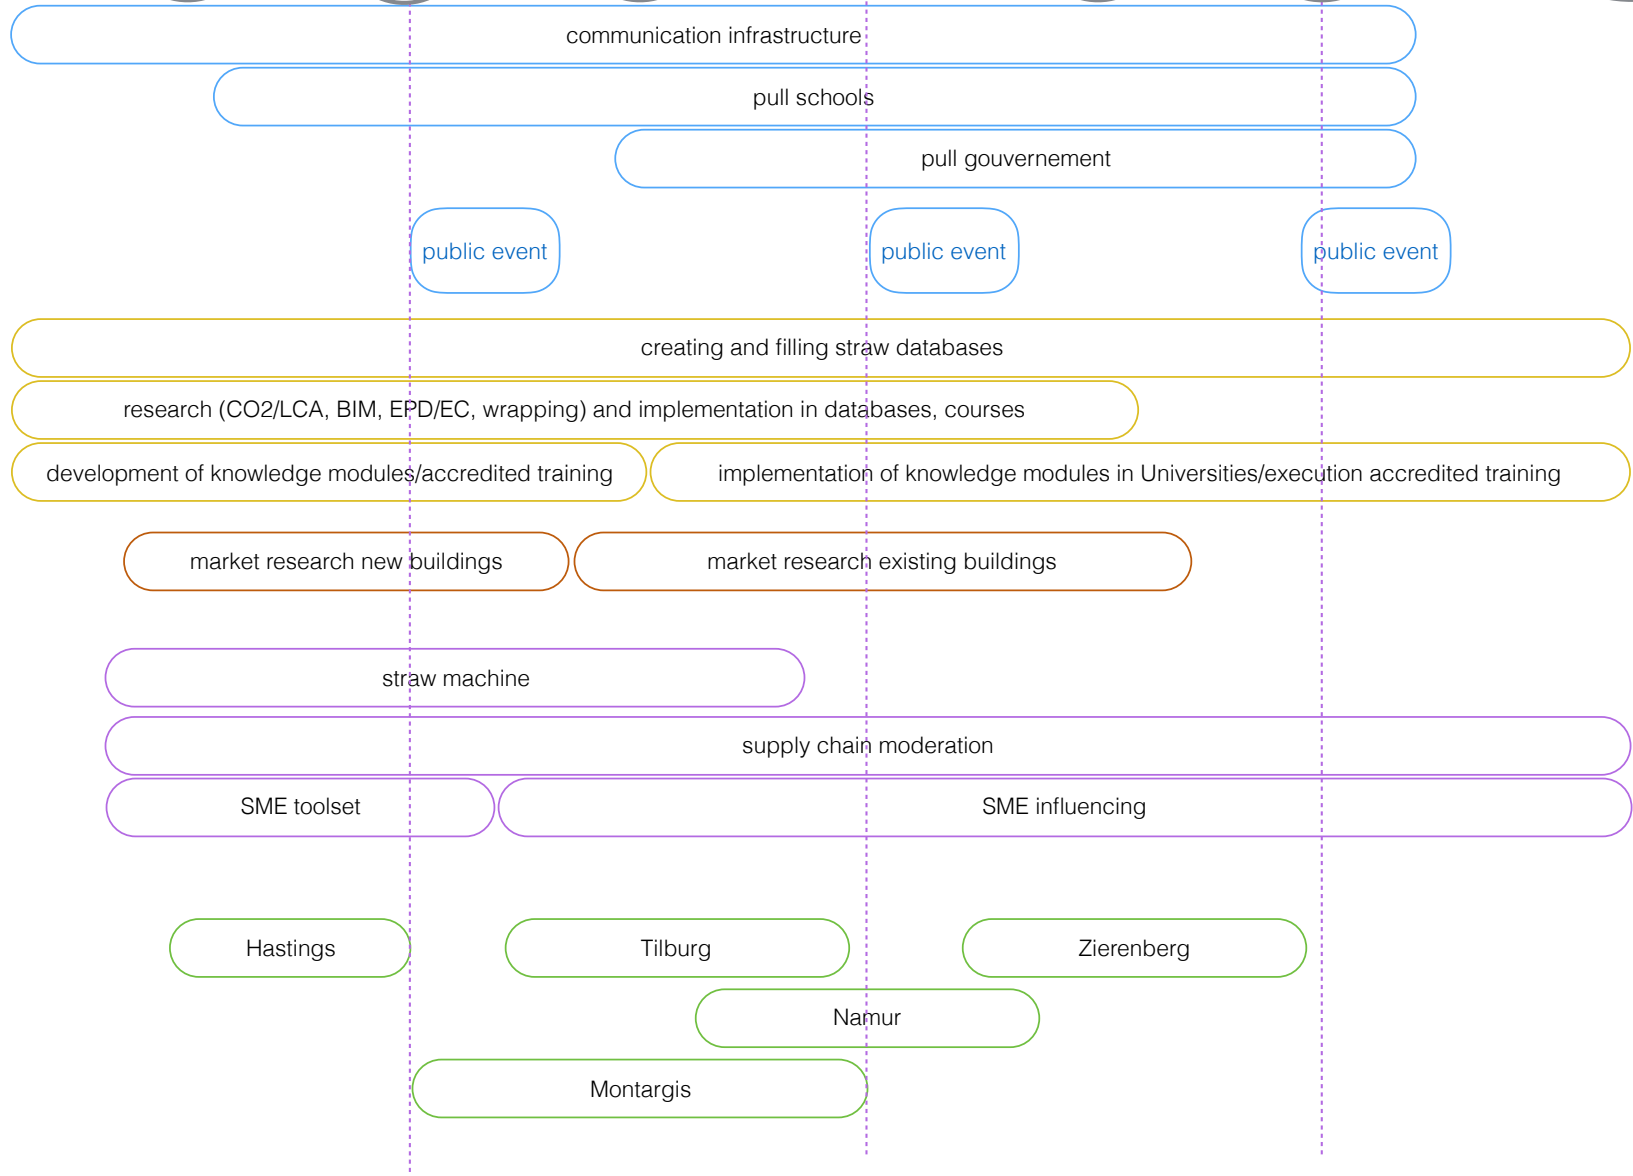 communication infrastructure
pull schools
pull gouvernement
public event
public event
public event
creating and filling straw databases
research (CO2/LCA, BIM, EPD/EC, wrapping) and implementation in databases, courses
development of knowledge modules/accredited training
implementation of knowledge modules in Universities/execution accredited training
market research new buildings
market research existing buildings
straw machine
supply chain moderation
SME toolset
SME influencing
Hastings
Tilburg
Zierenberg
Namur
Montargis